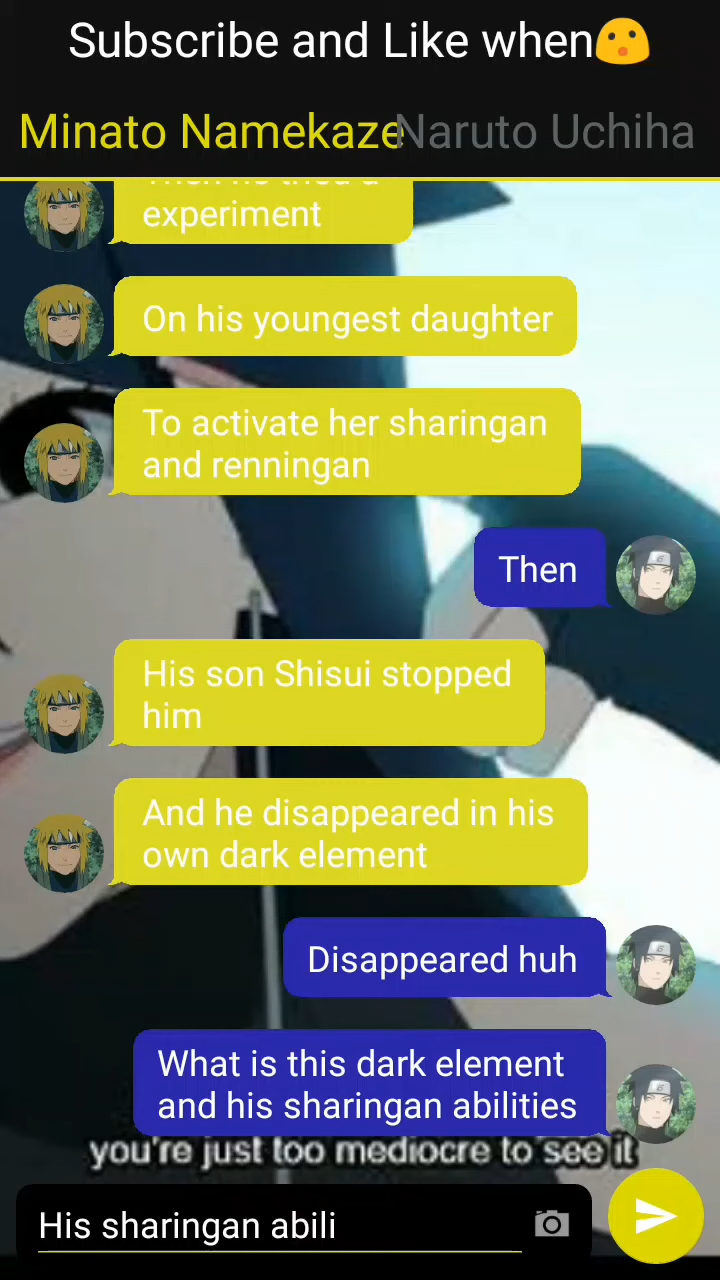 Subscribe and Like when😮
Minato Namekaze
Naruto Uchiha
experiment
On his youngest daughter
To activate her sharingan
and renningan
Then
His son Shisui stopped
him
And he disappeared in his
own dark element
Disappeared huh
What is this dark element
and his sharingan abilities
you're just too mediocre to see it
His sharingan abili